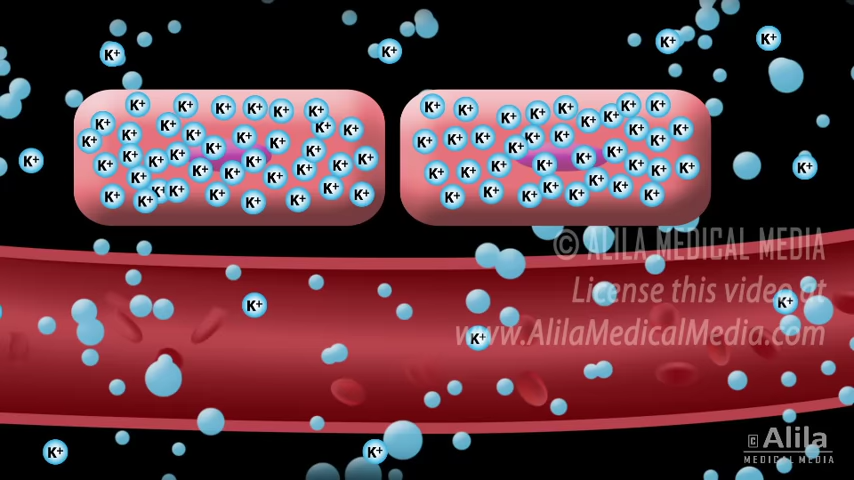 K+ K+ K+ K+
K+ K+ K+ K+ K+ K+ K+ K+ K+ K+ K+ K+ K+
K+ K+ K+ K+ K+ K+ K+ K+ K+ K+ K+ K+
K+ K+ K+ K+ K+ K+ K+ K+ K+ K+ K+ K+ K+
K+ K+ K+ K+ K+ K+ K+ K+ K+ K+ K+ K+ K+
K+ K+ K+ K+ K+ K+ K+ K+ K+ K+ K+ K+ K+
© ALILA MEDICAL MEDIA
License this video at
www.AlilaMedicalMedia.com
K+ K+
K+
K+ K+
© Alila
MEDICAL MEDIA